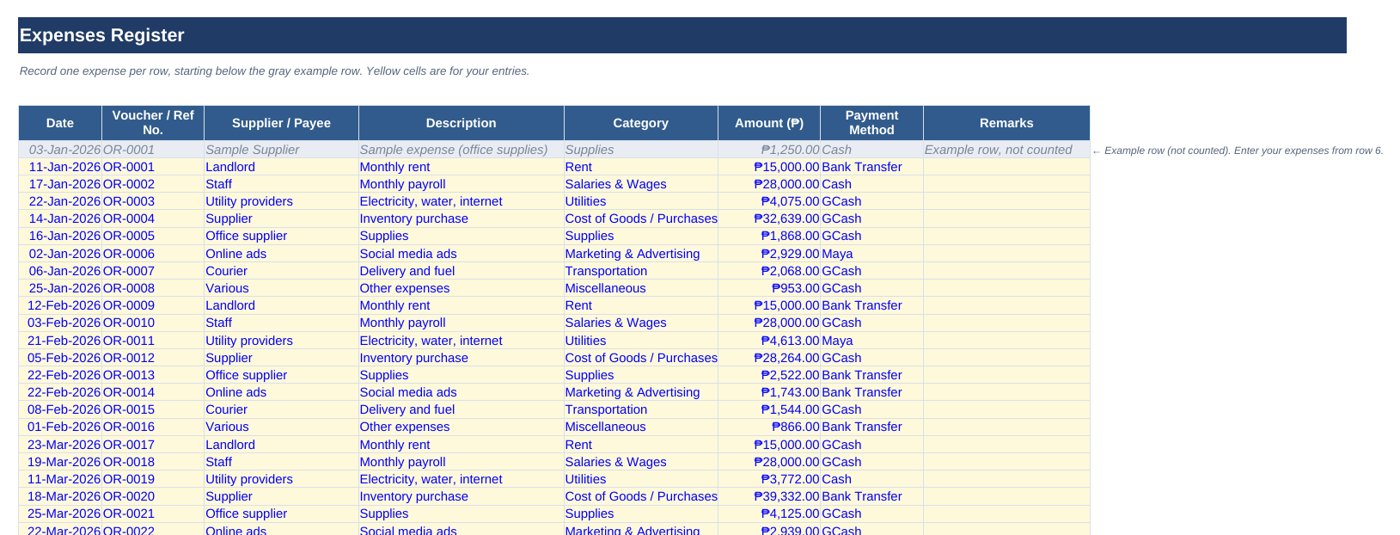 Expenses Register
Record one expense per row, starting below the gray example row. Yellow cells are for your entries.
Date Voucher / Ref No. Supplier / Payee Description Category Amount (₱) Payment Method Remarks
03-Jan-2026 OR-0001 Sample Supplier Sample expense (office supplies) Supplies ₱1,250.00 Cash Example row, not counted ← Example row (not counted). Enter your expenses from row 6.
11-Jan-2026 OR-0001 Landlord Monthly rent Rent ₱15,000.00 Bank Transfer
17-Jan-2026 OR-0002 Staff Monthly payroll Salaries & Wages ₱28,000.00 Cash
22-Jan-2026 OR-0003 Utility providers Electricity, water, internet Utilities ₱4,075.00 GCash
14-Jan-2026 OR-0004 Supplier Inventory purchase Cost of Goods / Purchases ₱32,639.00 GCash
16-Jan-2026 OR-0005 Office supplier Supplies Supplies ₱1,868.00 GCash
02-Jan-2026 OR-0006 Online ads Social media ads Marketing & Advertising ₱2,929.00 Maya
06-Jan-2026 OR-0007 Courier Delivery and fuel Transportation ₱2,068.00 GCash
25-Jan-2026 OR-0008 Various Other expenses Miscellaneous ₱953.00 GCash
12-Feb-2026 OR-0009 Landlord Monthly rent Rent ₱15,000.00 Bank Transfer
03-Feb-2026 OR-0010 Staff Monthly payroll Salaries & Wages ₱28,000.00 GCash
21-Feb-2026 OR-0011 Utility providers Electricity, water, internet Utilities ₱4,613.00 Maya
05-Feb-2026 OR-0012 Supplier Inventory purchase Cost of Goods / Purchases ₱28,264.00 GCash
22-Feb-2026 OR-0013 Office supplier Supplies Supplies ₱2,522.00 Bank Transfer
22-Feb-2026 OR-0014 Online ads Social media ads Marketing & Advertising ₱1,743.00 Bank Transfer
08-Feb-2026 OR-0015 Courier Delivery and fuel Transportation ₱1,544.00 GCash
01-Feb-2026 OR-0016 Various Other expenses Miscellaneous ₱866.00 Bank Transfer
23-Mar-2026 OR-0017 Landlord Monthly rent Rent ₱15,000.00 GCash
19-Mar-2026 OR-0018 Staff Monthly payroll Salaries & Wages ₱28,000.00 GCash
11-Mar-2026 OR-0019 Utility providers Electricity, water, internet Utilities ₱3,772.00 Cash
18-Mar-2026 OR-0020 Supplier Inventory purchase Cost of Goods / Purchases ₱39,332.00 Bank Transfer
25-Mar-2026 OR-0021 Office supplier Supplies Supplies ₱4,125.00 GCash
22-Mar-2026 OR-0022 Online ads Social media ads Marketing & Advertising ₱2,939.00 GCash